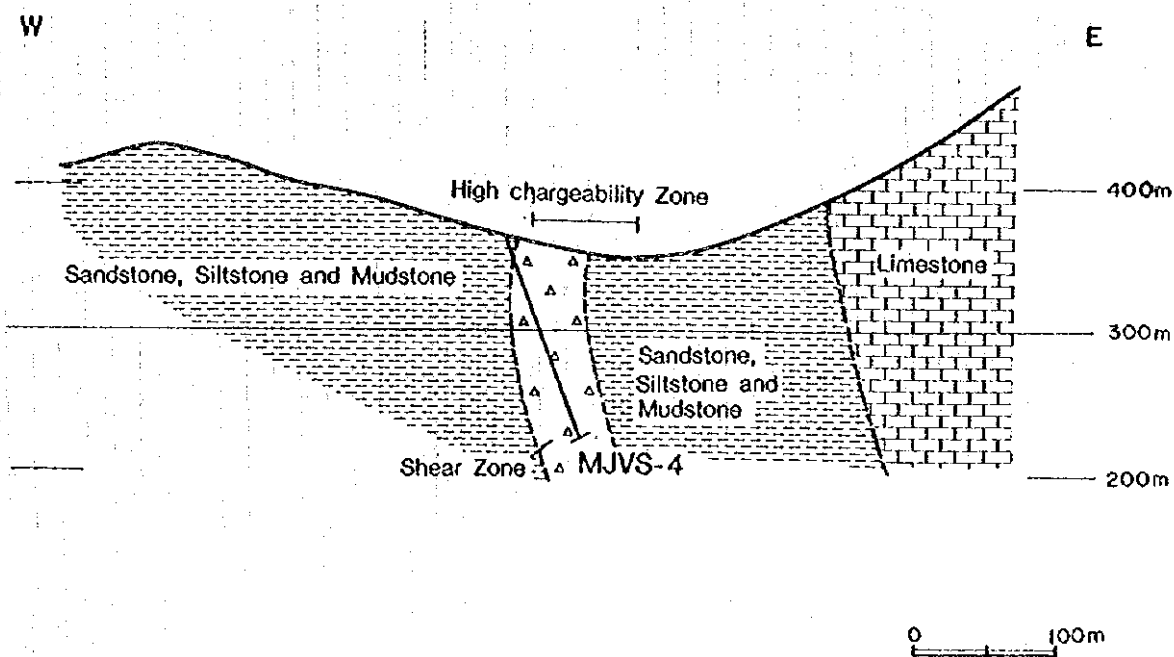 W
E
High chargeability Zone
400m
Sandstone, Siltstone and Mudstone
Limestone
300m
Sandstone,
Siltstone and
Mudstone
Shear Zone
MJVS-4
200m
0 100m